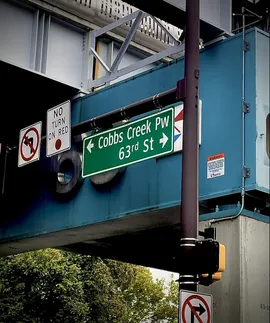 NO
TURN
ON RED
Cobbs Creek Pw
63rd St